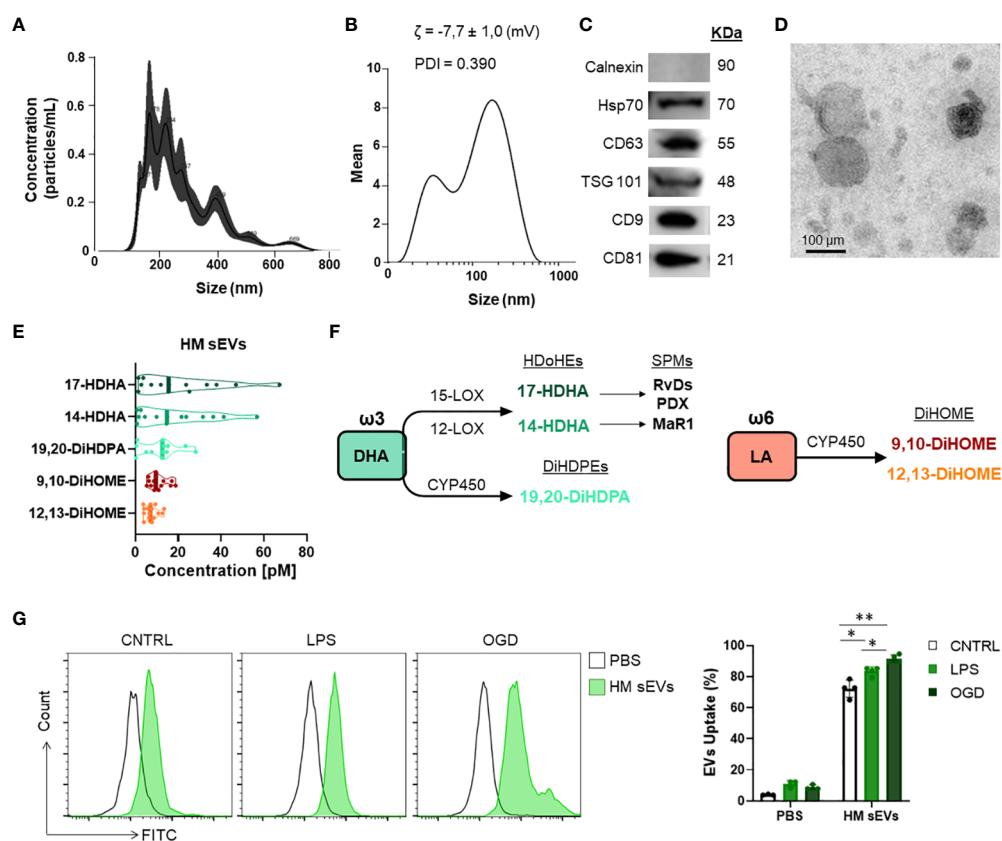 A
Concentration
(particles/mL)
0.8
0.6
0.4
0.2
0
0
200
400
600
800
Size (nm)
B
ζ = -7,7 ± 1,0 (mV)
PDI = 0.390
Mean
10
8
6
4
2
0
10
100
1000
Size (nm)
C
KDa
Calnexin 90
Hsp70 70
CD63 55
TSG 101 48
CD9 23
CD81 21
D
100 µm
E
HM sEVs
17-HDHA
14-HDHA
19,20-DiHDPA
9,10-DiHOME
12,13-DiHOME
0 20 40 60 80
Concentration [pM]
F
ω3
DHA
15-LOX
12-LOX
CYP450
HDoHEs
17-HDHA
14-HDHA
SPMs
RvDs
PDX
MaR1
DiHDPEs
19,20-DiHDPA
ω6
LA
CYP450
DiHOME
9,10-DiHOME
12,13-DiHOME
G
CNTRL
LPS
OGD
Count
FITC
PBS
HM sEVs
EVs Uptake (%)
100
80
60
40
20
0
PBS
HM sEVs
**
*
*
CNTRL
LPS
OGD